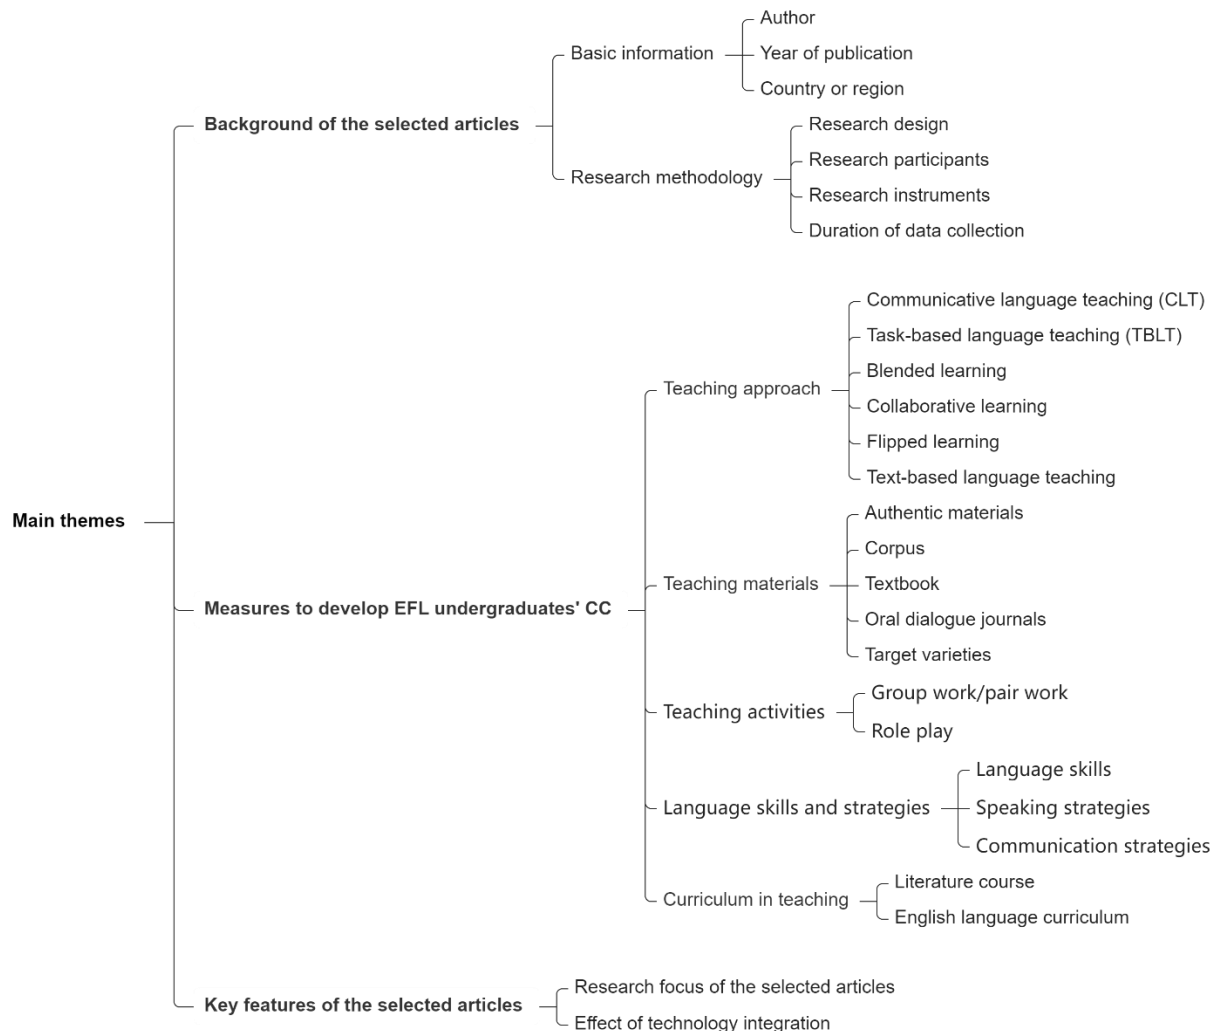 Main themes
Background of the selected articles
Basic information
Author
Year of publication
Country or region
Research methodology
Research design
Research participants
Research instruments
Duration of data collection
Measures to develop EFL undergraduates' CC
Teaching approach
Communicative language teaching (CLT)
Task-based language teaching (TBLT)
Blended learning
Collaborative learning
Flipped learning
Text-based language teaching
Teaching materials
Authentic materials
Corpus
Textbook
Oral dialogue journals
Target varieties
Teaching activities
Group work/pair work
Role play
Language skills and strategies
Language skills
Speaking strategies
Communication strategies
Curriculum in teaching
Literature course
English language curriculum
Key features of the selected articles
Research focus of the selected articles
Effect of technology integration